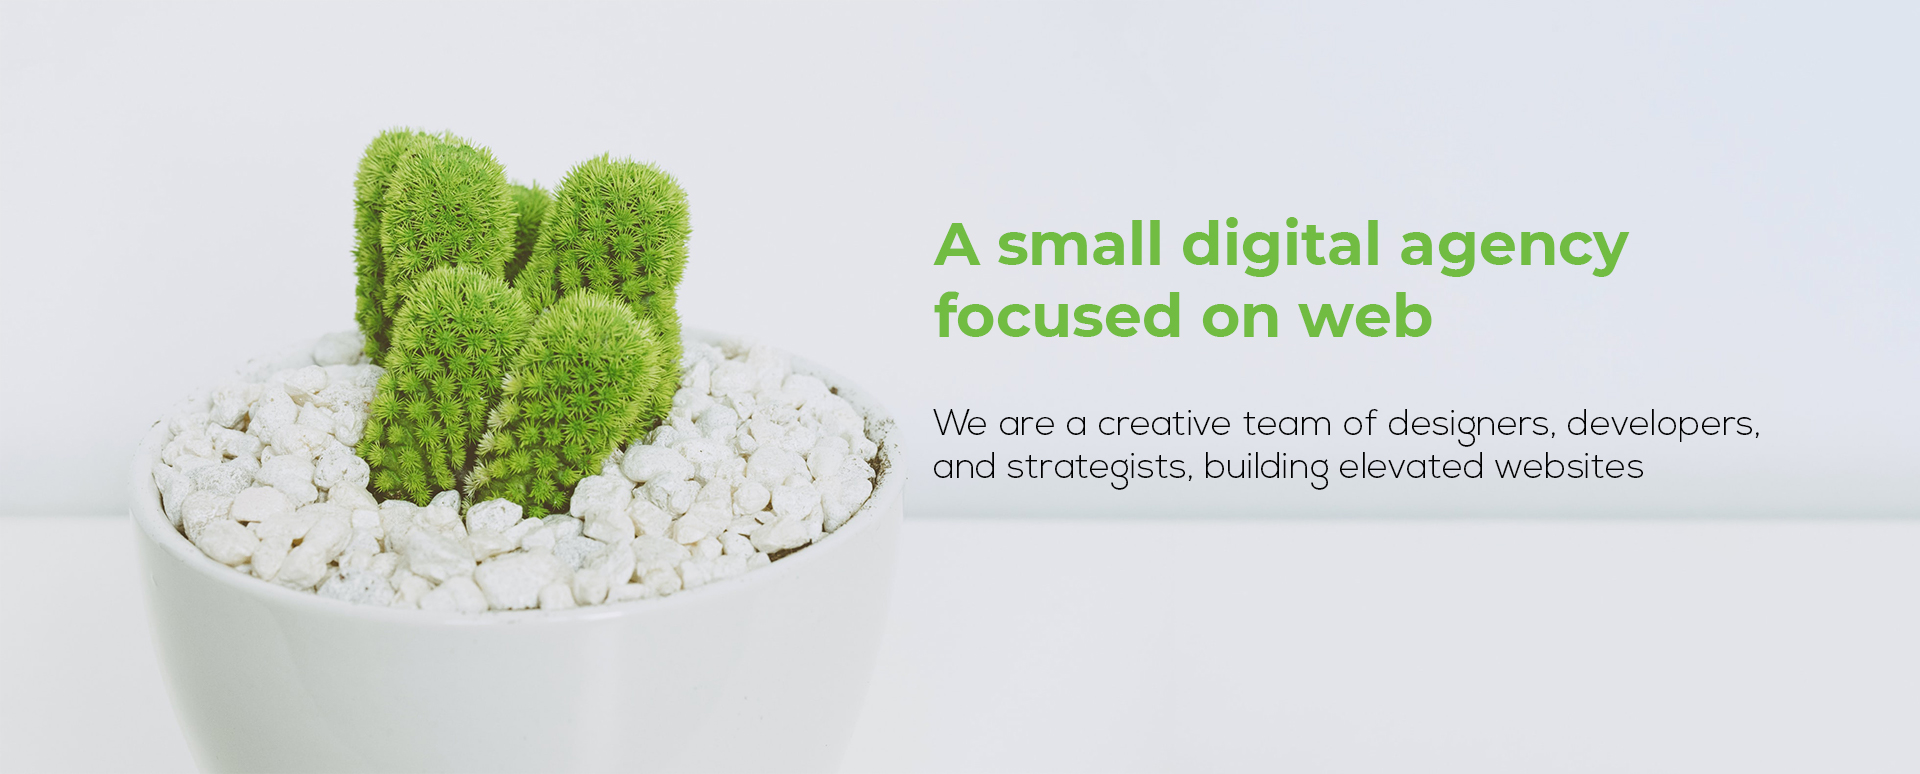 A small digital agency
focused on web
We are a creative team of designers, developers,
and strategists, building elevated websites